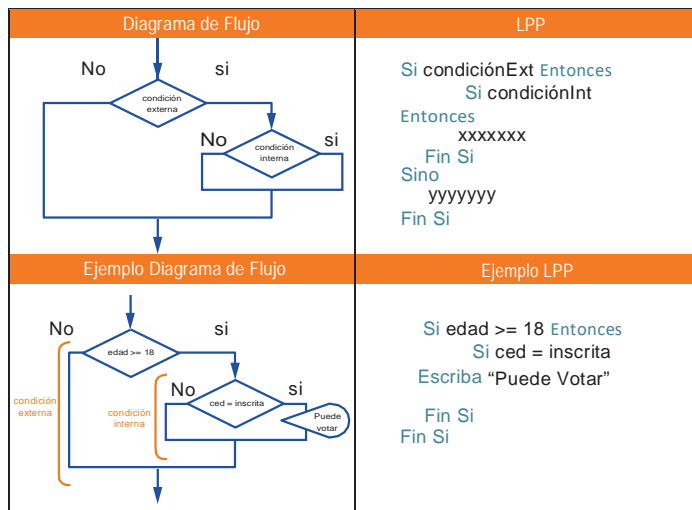 Diagrama de Flujo
LPP
No
si
condición
externa
No
condición
interna
si
Si condiciónExt Entonces
Si condiciónInt
Entonces
xxxxxxx
Fin Si
Sino
yyyyyyy
Fin Si
Ejemplo Diagrama de Flujo
Ejemplo LPP
No
si
edad >= 18
condición
externa
condición
interna
No
si
ced = inscrita
Puede
votar
Si edad >= 18 Entonces
Si ced = inscrita
Escriba “Puede Votar”
Fin Si
Fin Si